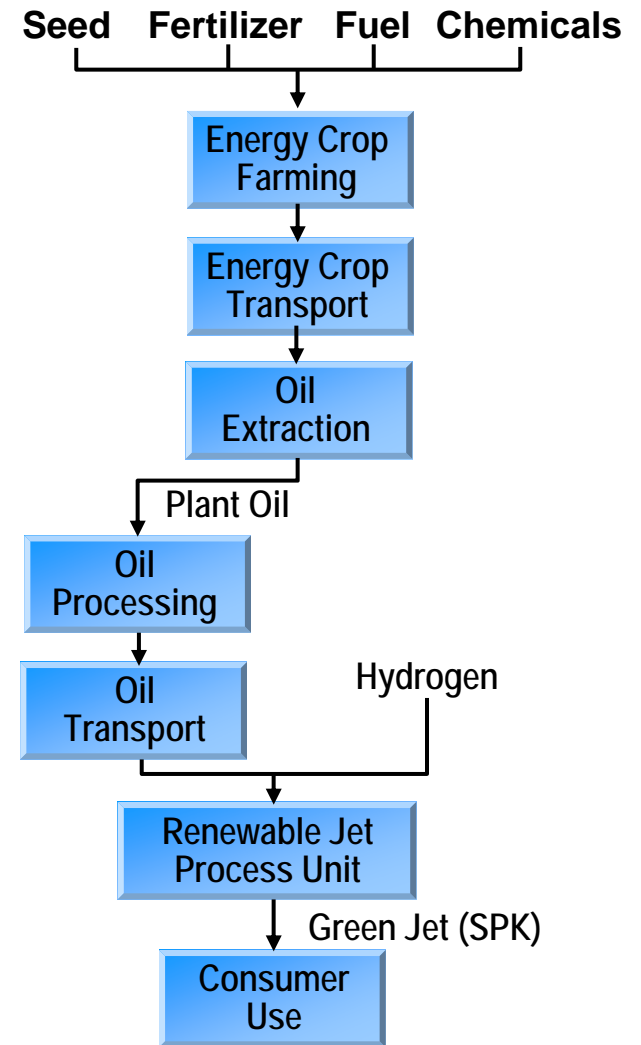 Seed Fertilizer Fuel Chemicals
Energy Crop
Farming
Energy Crop
Transport
Oil
Extraction
Plant Oil
Oil
Processing
Oil
Transport
Hydrogen
Renewable Jet
Process Unit
Green Jet (SPK)
Consumer
Use